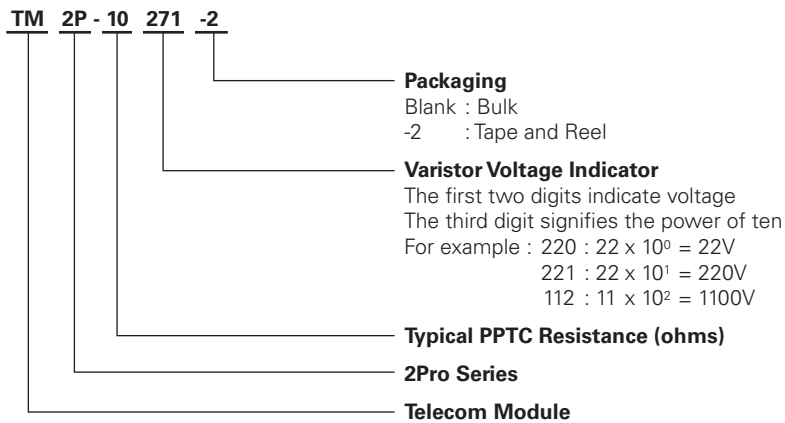 TM 2P - 10 271 -2
Packaging
Blank : Bulk
-2 : Tape and Reel
Varistor Voltage Indicator
The first two digits indicate voltage
The third digit signifies the power of ten
For example : 220 : 22 x 10⁰ = 22V
221 : 22 x 10¹ = 220V
112 : 11 x 10² = 1100V
Typical PPTC Resistance (ohms)
2Pro Series
Telecom Module